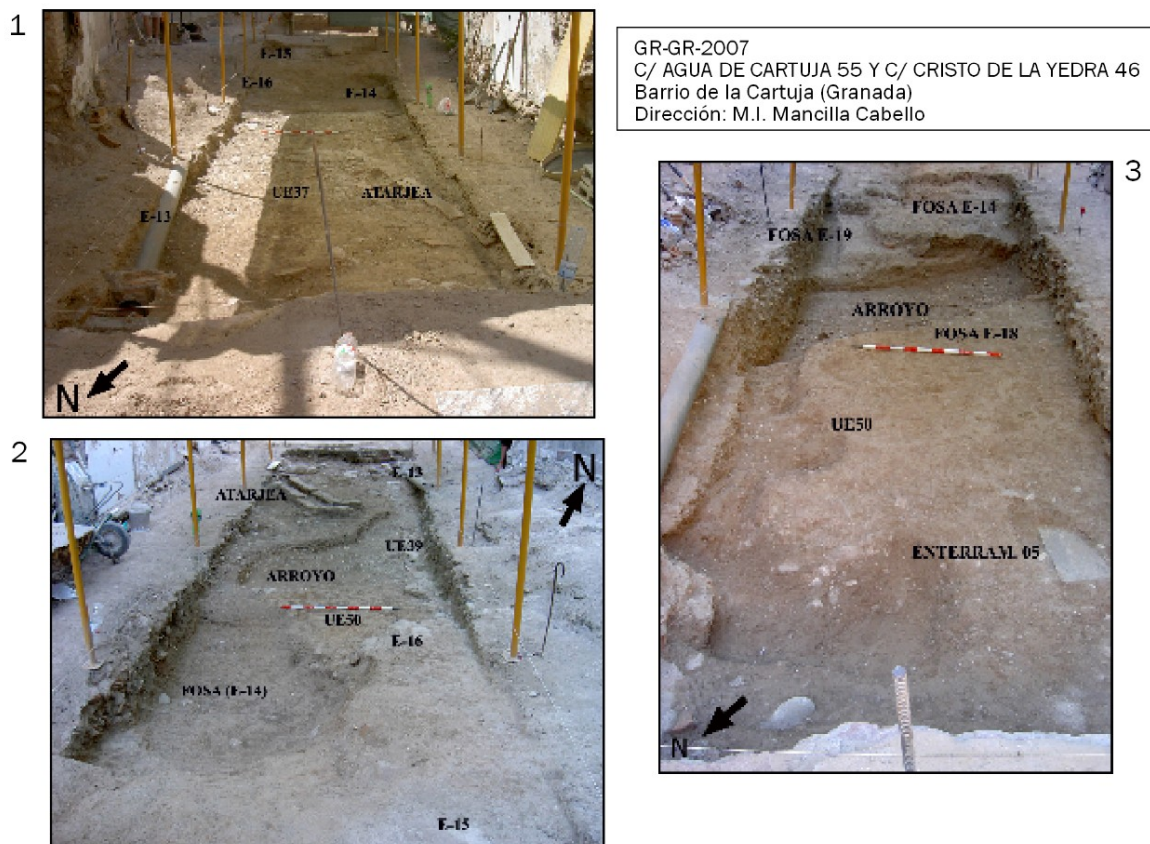 1
E-15
E-16
E-14
UE37
ATARJEA
E-13
N
GR-GR-2007
C/ AGUA DE CARTUJA 55 Y C/ CRISTO DE LA YEDRA 46
Barrio de la Cartuja (Granada)
Dirección: M.I. Mancilla Cabello
2
E-13
N
ATARJEA
UE39
ARROYO
UE50
E-16
FOSA (E-14)
E-15
3
FOSA E-14
FOSA E-19
ARROYO
FOSA E-18
UE50
ENTERRAM. 05
N